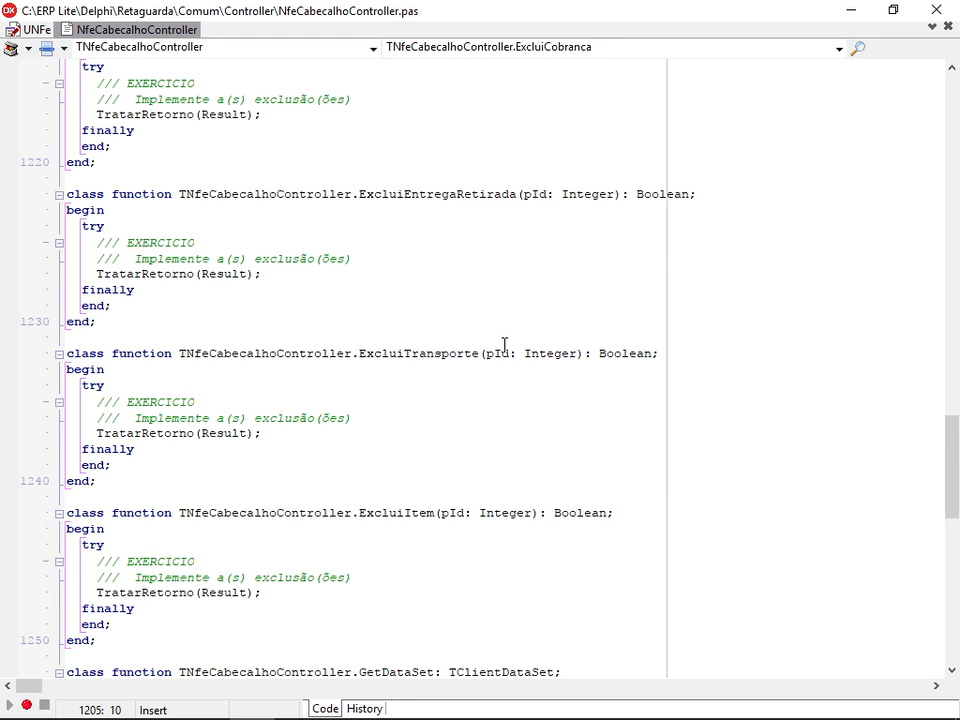 C:\ERP Lite\Delphi\Retaguarda\Comum\Controller\NfeCabecalhoController.pas
UNFe NfeCabecalhoController
TNfeCabecalhoController TNfeCabecalhoController.ExcluiCobranca
try
/// EXERCICIO
/// Implemente a(s) exclusão(ões)
TratarRetorno(Result);
finally
end;
1220 end;
class function TNfeCabecalhoController.ExcluiEntregaRetirada(pId: Integer): Boolean;
begin
try
/// EXERCICIO
/// Implemente a(s) exclusão(ões)
TratarRetorno(Result);
finally
end;
1230 end;
class function TNfeCabecalhoController.ExcluiTransporte(pId: Integer): Boolean;
begin
try
/// EXERCICIO
/// Implemente a(s) exclusão(ões)
TratarRetorno(Result);
finally
end;
1240 end;
class function TNfeCabecalhoController.ExcluiItem(pId: Integer): Boolean;
begin
try
/// EXERCICIO
/// Implemente a(s) exclusão(ões)
TratarRetorno(Result);
finally
end;
1250 end;
class function TNfeCabecalhoController.GetDataSet: TClientDataSet;
1205: 10 Insert Code History